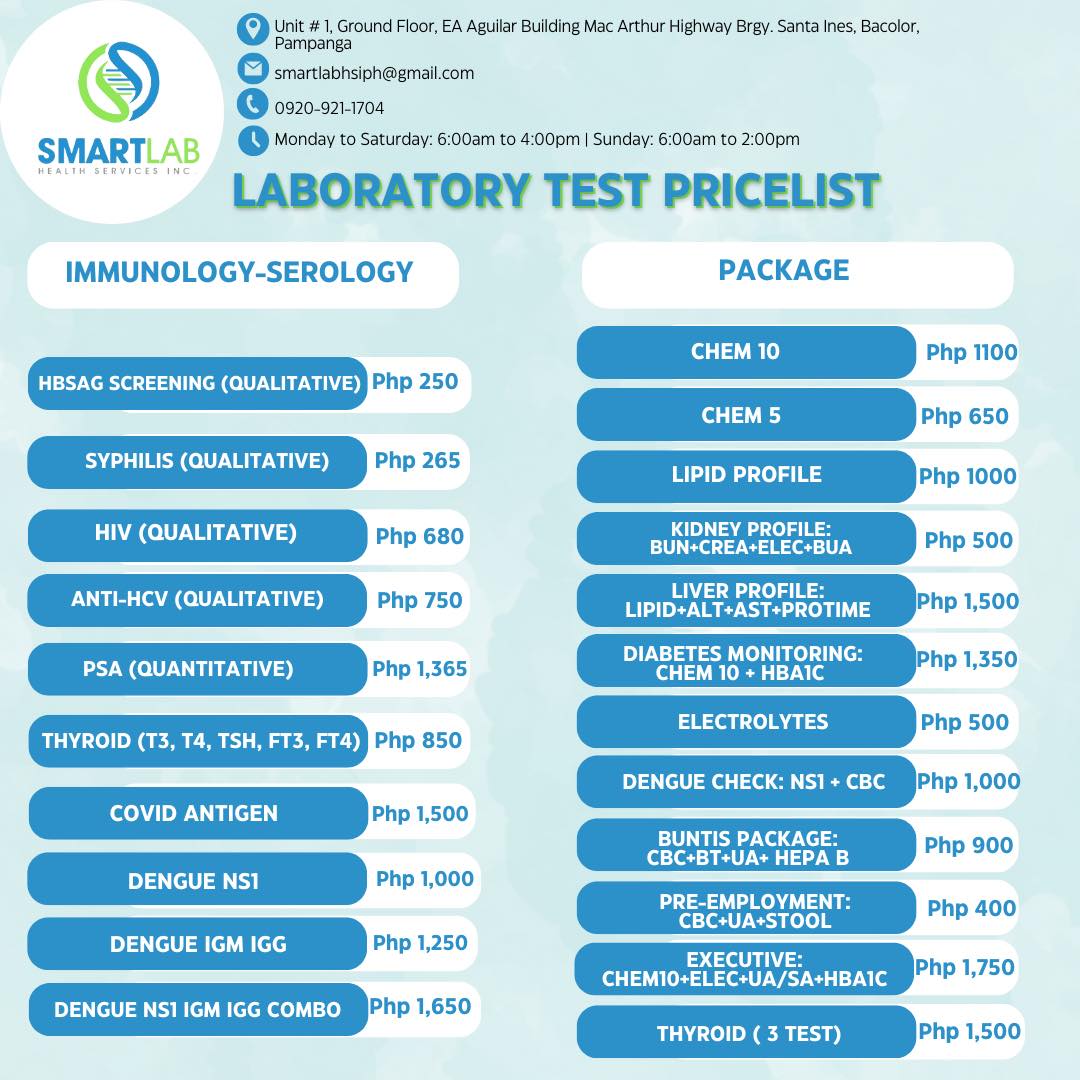 SMARTLAB
HEALTH SERVICES INC.
Unit # 1, Ground Floor, EA Aguilar Building Mac Arthur Highway Brgy. Santa Ines, Bacolor,
Pampanga
smartlabhsiph@gmail.com
0920-921-1704
Monday to Saturday: 6:00am to 4:00pm | Sunday: 6:00am to 2:00pm
LABORATORY TEST PRICELIST
IMMUNOLOGY-SEROLOGY
HBSAG SCREENING (QUALITATIVE) Php 250
SYPHILIS (QUALITATIVE) Php 265
HIV (QUALITATIVE) Php 680
ANTI-HCV (QUALITATIVE) Php 750
PSA (QUANTITATIVE) Php 1,365
THYROID (T3, T4, TSH, FT3, FT4) Php 850
COVID ANTIGEN Php 1,500
DENGUE NS1 Php 1,000
DENGUE IGM IGG Php 1,250
DENGUE NS1 IGM IGG COMBO Php 1,650
PACKAGE
CHEM 10 Php 1100
CHEM 5 Php 650
LIPID PROFILE Php 1000
KIDNEY PROFILE:
BUN+CREA+ELEC+BUA Php 500
LIVER PROFILE:
LIPID+ALT+AST+PROTIME Php 1,500
DIABETES MONITORING:
CHEM 10 + HBA1C Php 1,350
ELECTROLYTES Php 500
DENGUE CHECK: NS1 + CBC Php 1,000
BUNTIS PACKAGE:
CBC+BT+UA+ HEPA B Php 900
PRE-EMPLOYMENT:
CBC+UA+STOOL Php 400
EXECUTIVE:
CHEM10+ELEC+UA/SA+HBA1C Php 1,750
THYROID ( 3 TEST) Php 1,500